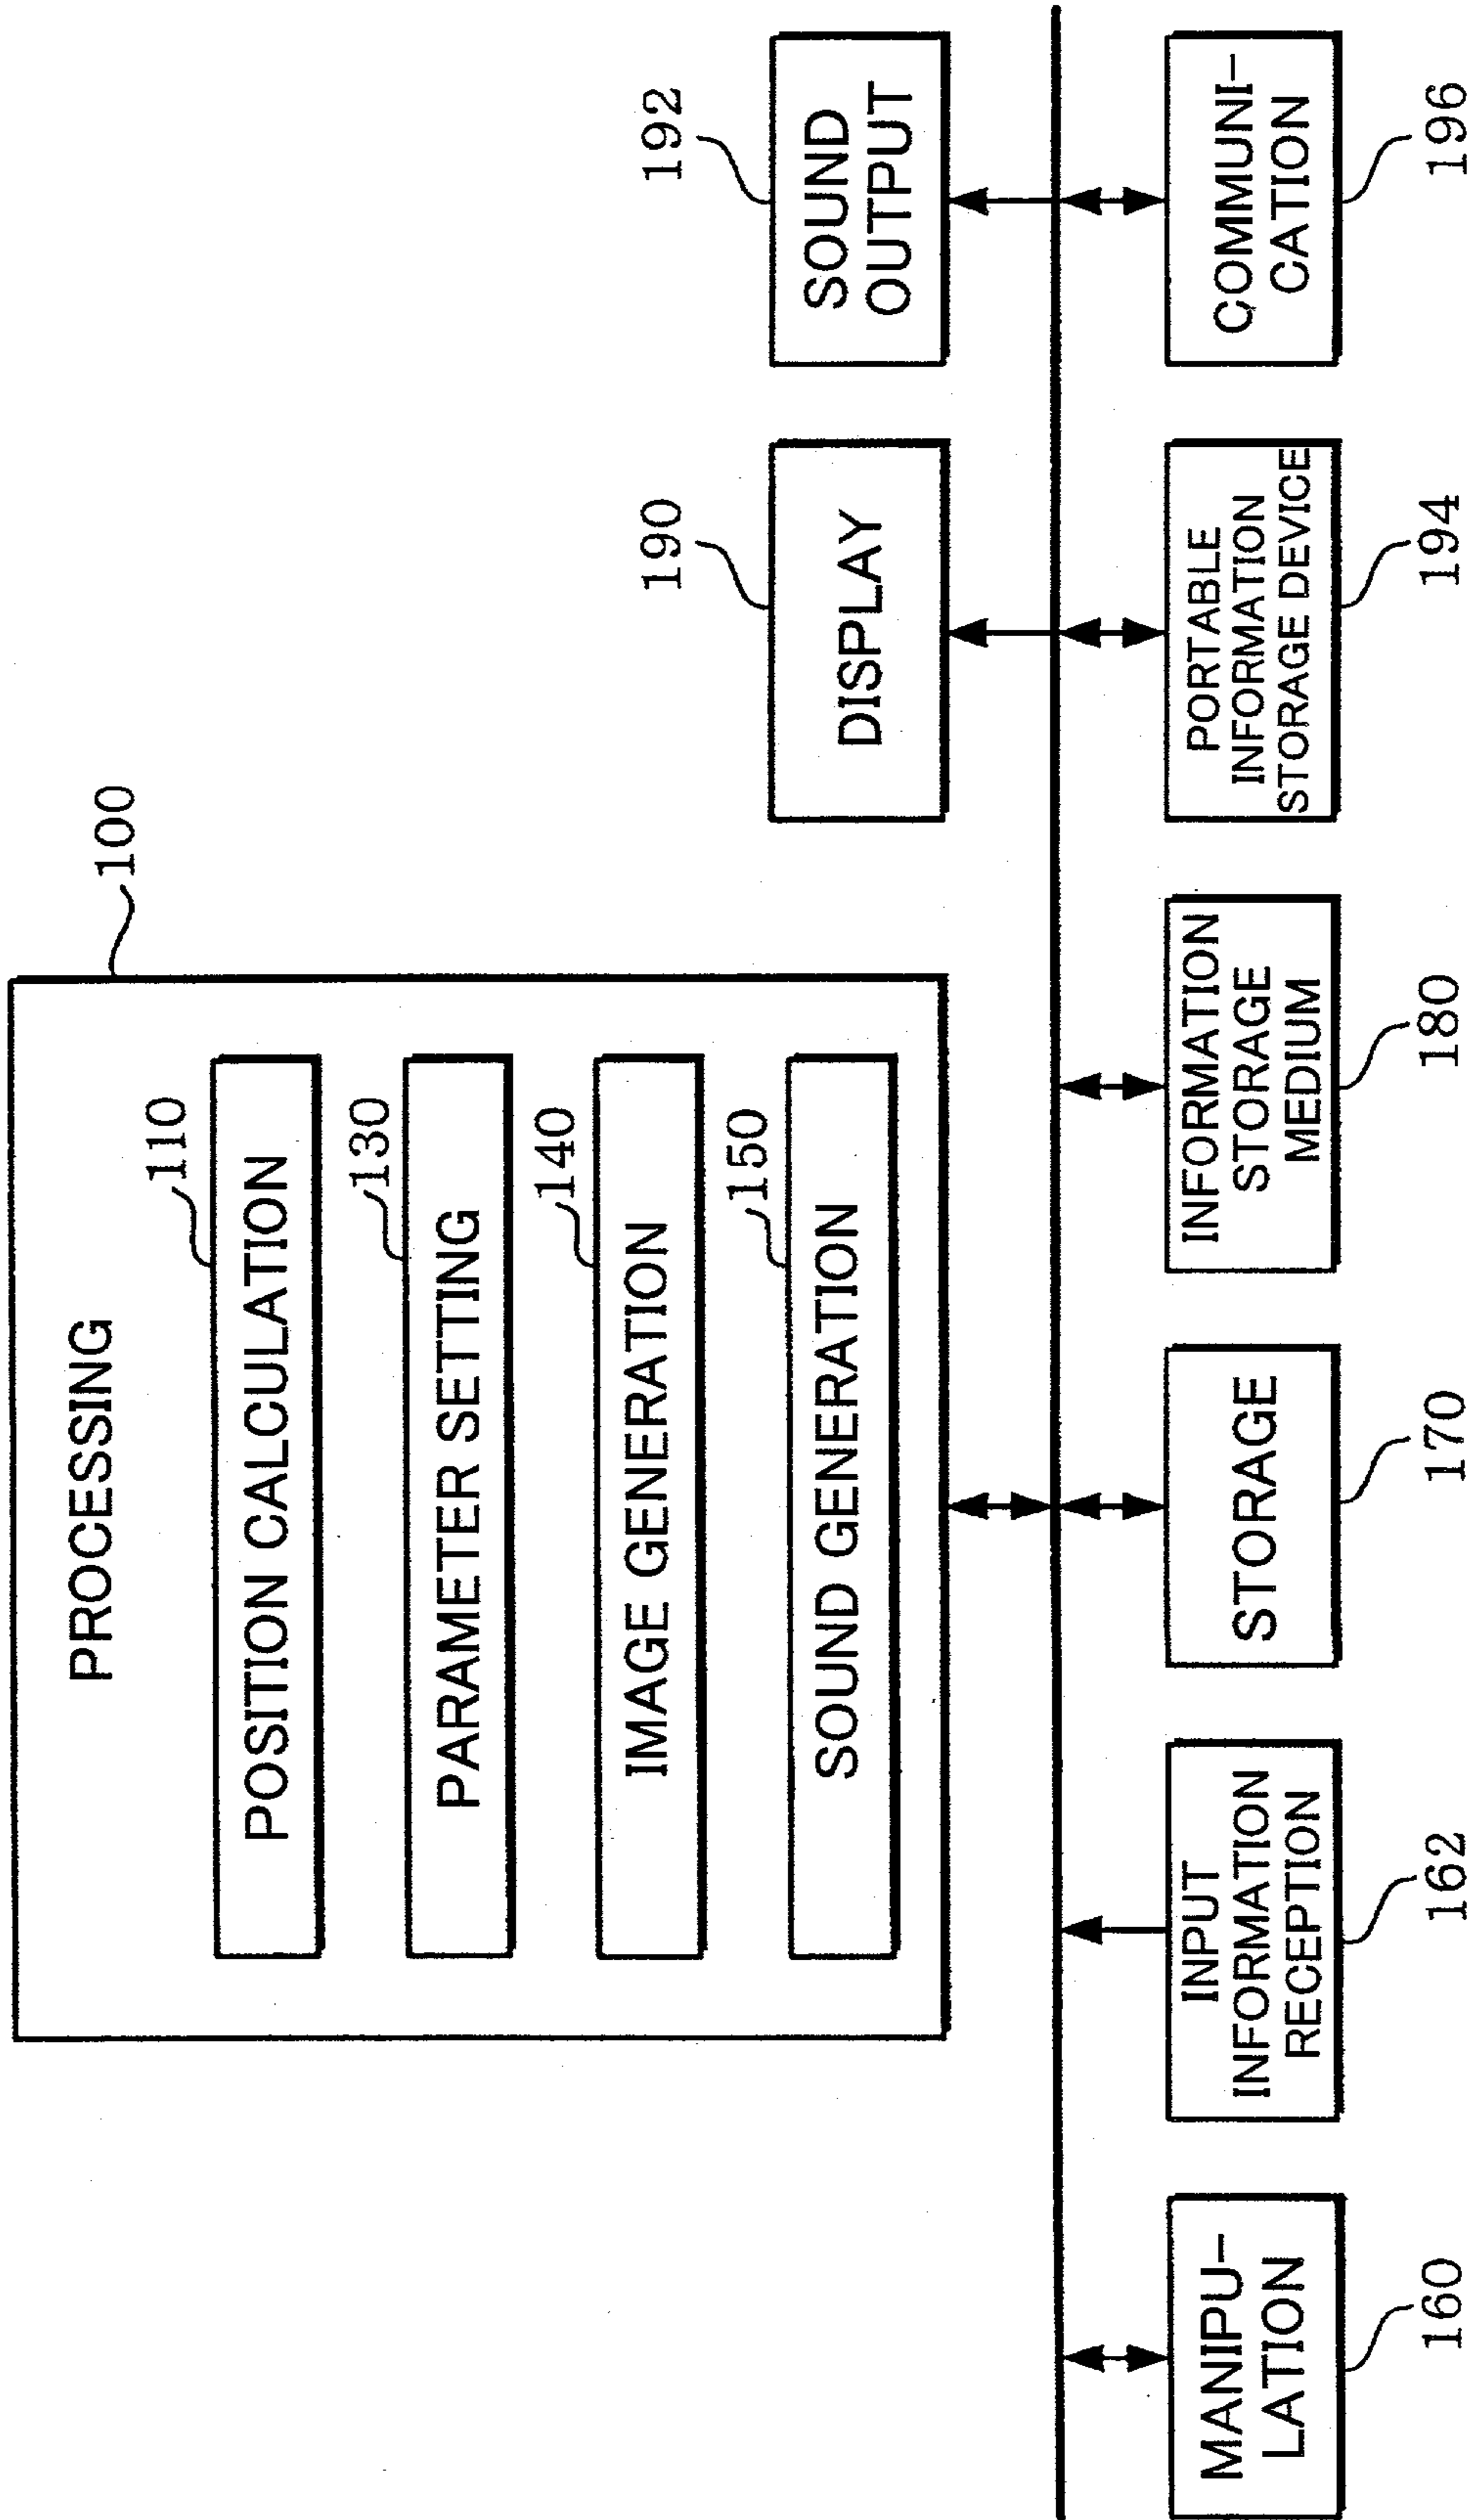 100
PROCESSING
110
POSITION CALCULATION
130
PARAMETER SETTING
140
IMAGE GENERATION
150
SOUND GENERATION
190
DISPLAY
192
SOUND
OUTPUT
MANIPU-
LATION
160
INPUT
INFORMATION
RECEPTION
162
STORAGE
170
INFORMATION
STORAGE
MEDIUM
180
PORTABLE
INFORMATION
STORAGE DEVICE
194
COMMUNI-
CATION
196